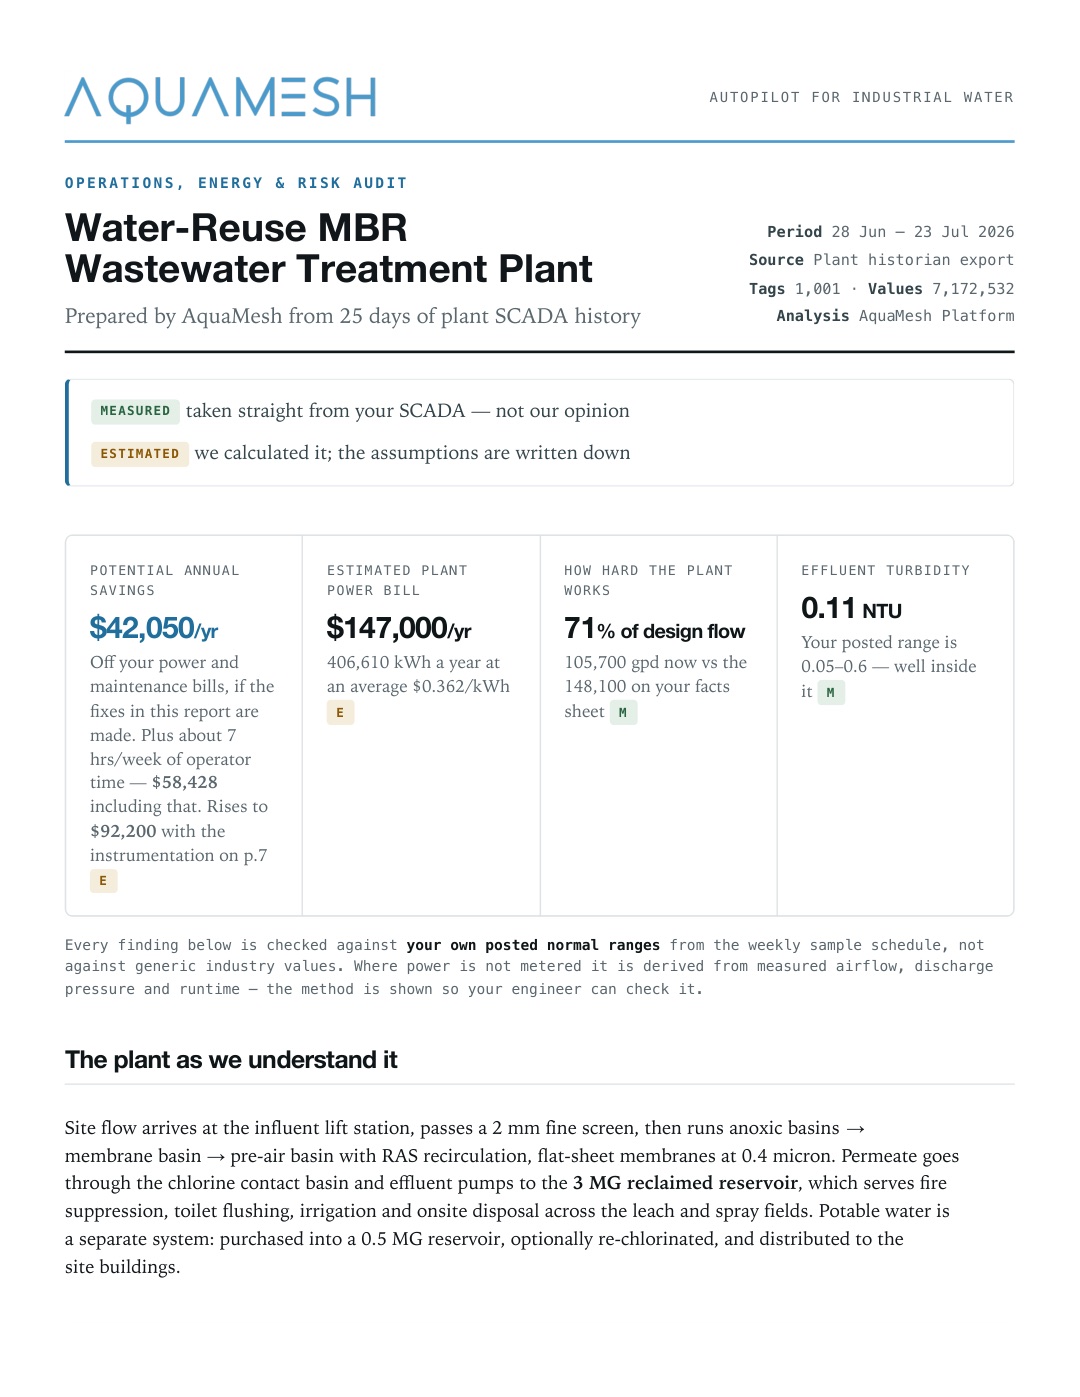 AQUAMESH
AUTOPILOT FOR INDUSTRIAL WATER
OPERATIONS, ENERGY & RISK AUDIT
Water-Reuse MBR
Wastewater Treatment Plant
Prepared by AquaMesh from 25 days of plant SCADA history
Period 28 Jun – 23 Jul 2026
Source Plant historian export
Tags 1,001 · Values 7,172,532
Analysis AquaMesh Platform
MEASURED taken straight from your SCADA — not our opinion
ESTIMATED we calculated it; the assumptions are written down
POTENTIAL ANNUAL
SAVINGS
$42,050/yr
Off your power and
maintenance bills, if the
fixes in this report are
made. Plus about 7
hrs/week of operator
time — $58,428
including that. Rises to
$92,200 with the
instrumentation on p.7
E
ESTIMATED PLANT
POWER BILL
$147,000/yr
406,610 kWh a year at
an average $0.362/kWh
E
HOW HARD THE PLANT
WORKS
71% of design flow
105,700 gpd now vs the
148,100 on your facts
sheet M
EFFLUENT TURBIDITY
0.11 NTU
Your posted range is
0.05–0.6 — well inside
it M
Every finding below is checked against your own posted normal ranges from the weekly sample schedule, not
against generic industry values. Where power is not metered it is derived from measured airflow, discharge
pressure and runtime — the method is shown so your engineer can check it.
The plant as we understand it
Site flow arrives at the influent lift station, passes a 2 mm fine screen, then runs anoxic basins →
membrane basin → pre-air basin with RAS recirculation, flat-sheet membranes at 0.4 micron. Permeate goes
through the chlorine contact basin and effluent pumps to the 3 MG reclaimed reservoir, which serves fire
suppression, toilet flushing, irrigation and onsite disposal across the leach and spray fields. Potable water is
a separate system: purchased into a 0.5 MG reservoir, optionally re-chlorinated, and distributed to the
site buildings.